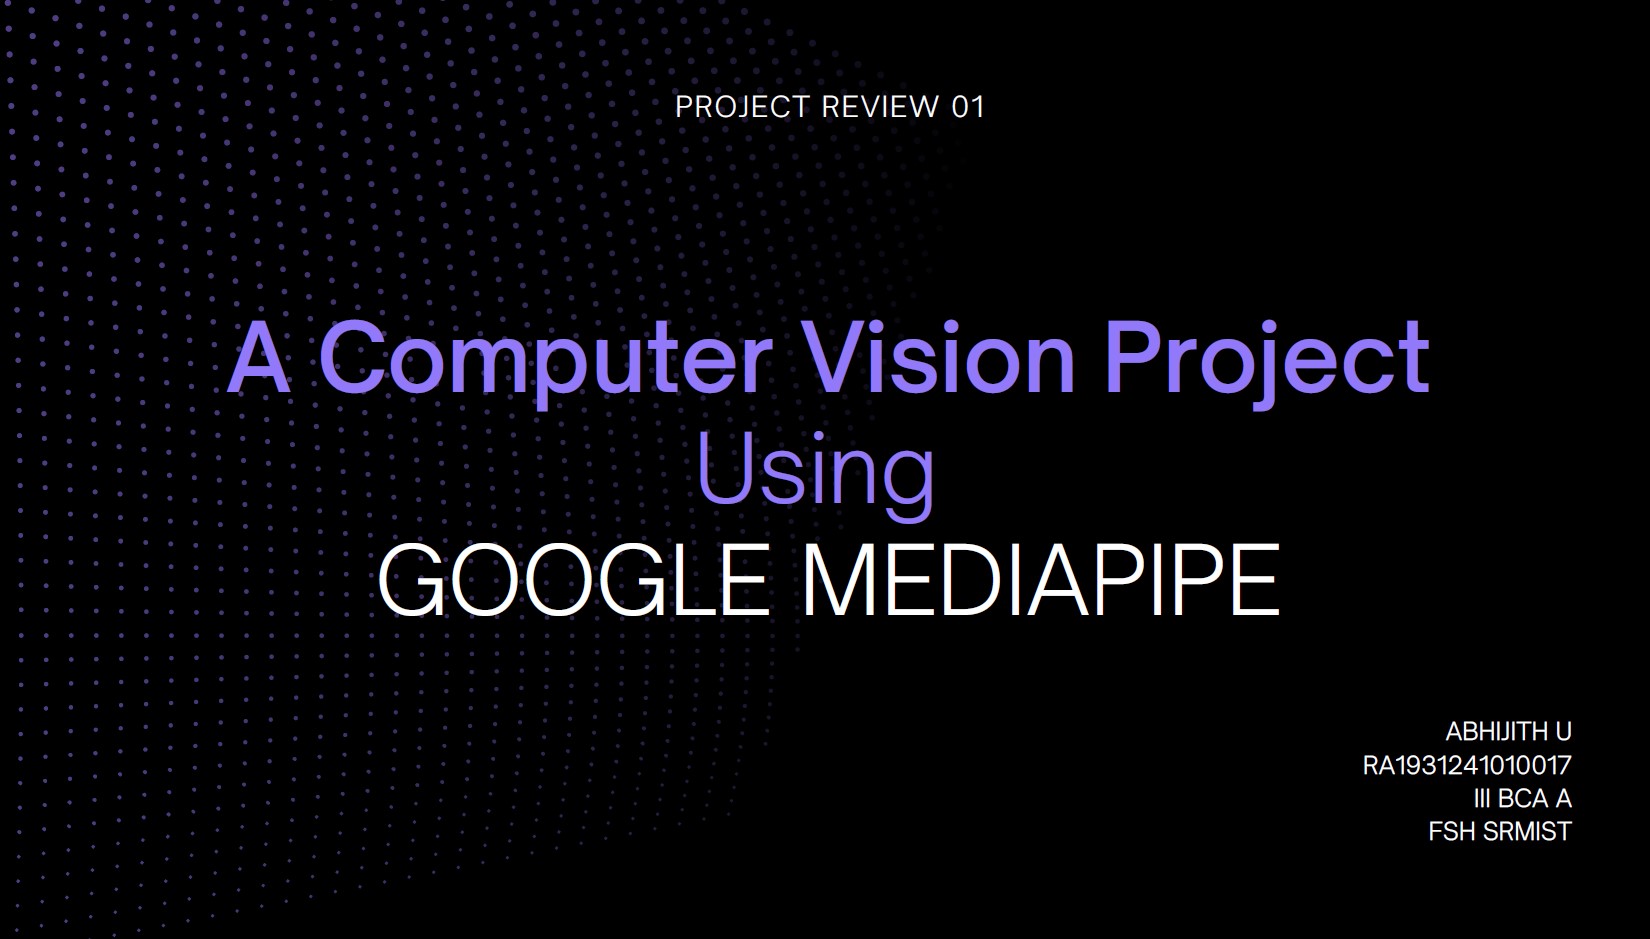 PROJECT REVIEW 01
A Computer Vision Project
Using
GOOGLE MEDIAPIPE
ABHIJITH U
RA1931241010017
III BCA A
FSH SRMIST